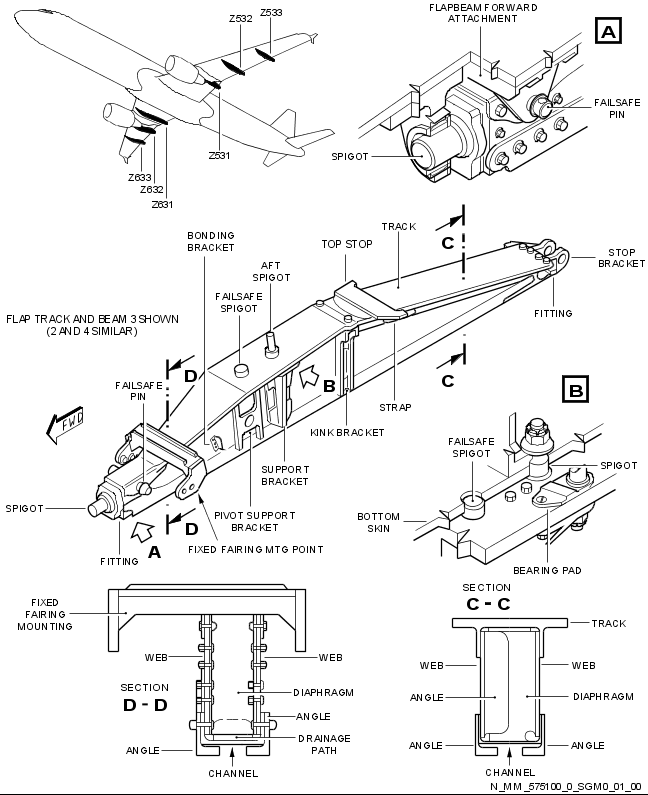 Z533
Z532
Z531
Z633
Z632
Z631
FLAPBEAM FORWARD
ATTACHMENT
A
FAILSAFE
PIN
SPIGOT
BONDING
BRACKET
AFT
SPIGOT
TOP STOP
TRACK
C
STOP
BRACKET
FAILSAFE
SPIGOT
FITTING
FLAP TRACK AND BEAM 3 SHOWN
(2 AND 4 SIMILAR)
D
B
C
FAILSAFE
PIN
STRAP
KINK BRACKET
FWD
SUPPORT
BRACKET
SPIGOT
PIVOT SUPPORT
BRACKET
D
A
FIXED FAIRING MTG POINT
FITTING
B
FAILSAFE
SPIGOT
SPIGOT
BOTTOM
SKIN
BEARING PAD
FIXED
FAIRING
MOUNTING
WEB
WEB
SECTION
D - D
DIAPHRAGM
ANGLE
DRAINAGE
PATH
ANGLE
CHANNEL
SECTION
C - C
TRACK
WEB
WEB
ANGLE
DIAPHRAGM
ANGLE
ANGLE
CHANNEL
N_MM_575100_0_SGM0_01_00